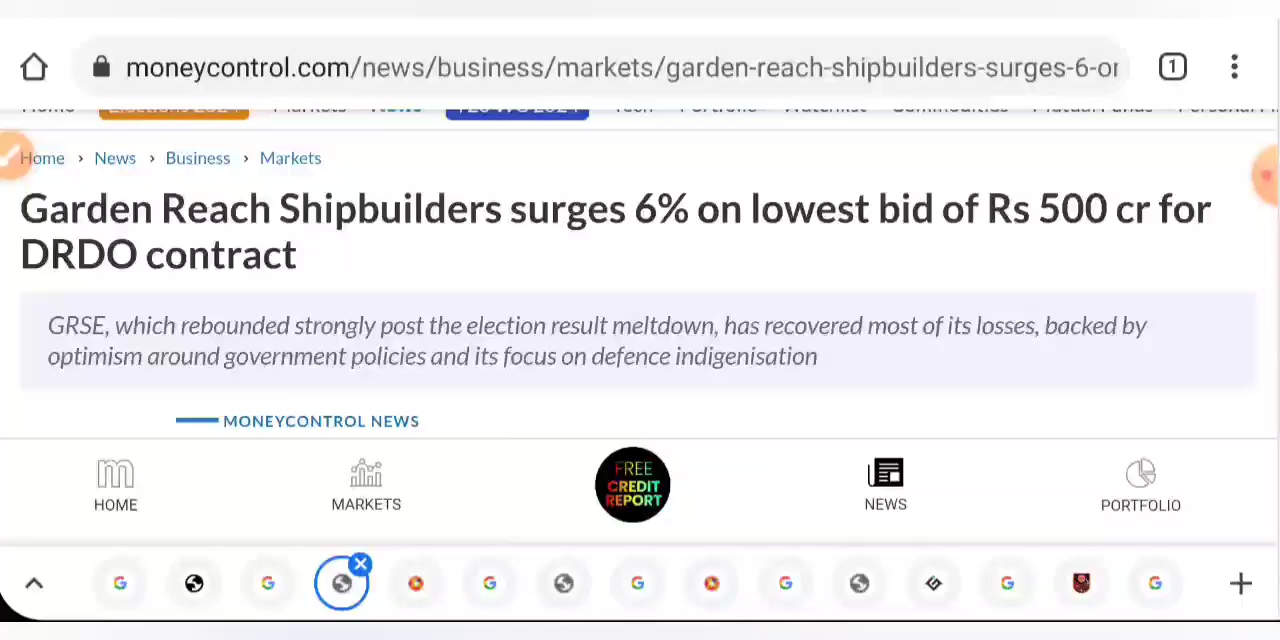 moneycontrol.com/news/business/markets/garden-reach-shipbuilders-surges-6-or
1
Home › News › Business › Markets
Garden Reach Shipbuilders surges 6% on lowest bid of Rs 500 cr for
DRDO contract
GRSE, which rebounded strongly post the election result meltdown, has recovered most of its losses, backed by
optimism around government policies and its focus on defence indigenisation
MONEYCONTROL NEWS
FREE
CREDIT
REPORT
HOME MARKETS NEWS PORTFOLIO